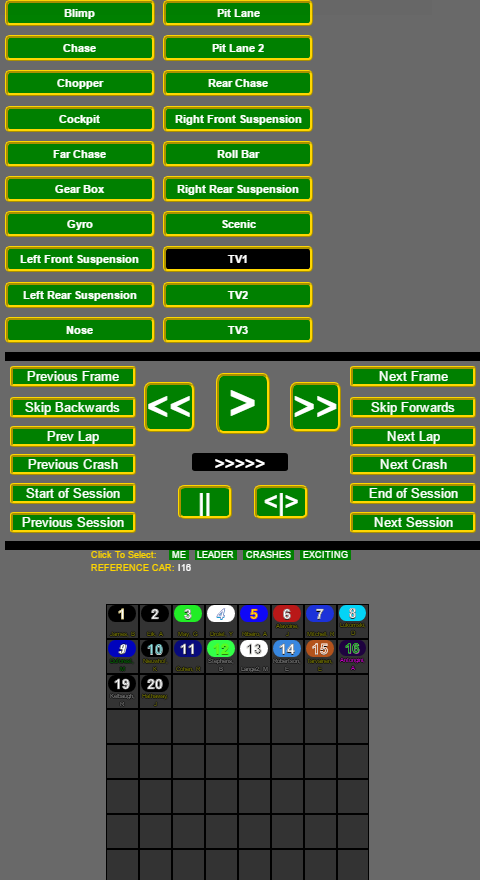 Blimp Pit Lane
Chase Pit Lane 2
Chopper Rear Chase
Cockpit Right Front Suspension
Far Chase Roll Bar
Gear Box Right Rear Suspension
Gyro Scenic
Left Front Suspension TV1
Left Rear Suspension TV2
Nose TV3
Previous Frame << > >> Next Frame
Skip Backwards Skip Forwards
Prev Lap Next Lap
Previous Crash >>>>> Next Crash
Start of Session || <|> End of Session
Previous Session Next Session
Click To Select: ME LEADER CRASHES EXCITING
REFERENCE CAR: I16
1 2 3 4 5 6 7 8
9 10 11 12 13 14 15 16
19 20